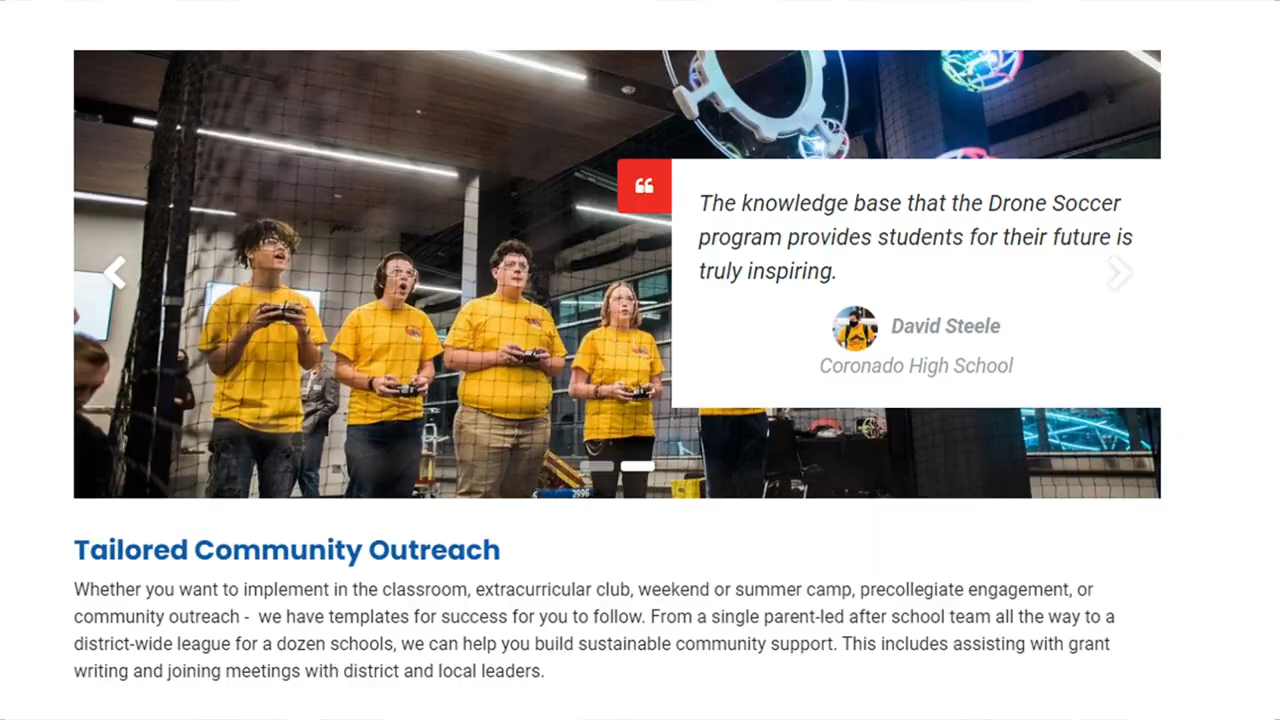 The knowledge base that the Drone Soccer
program provides students for their future is
truly inspiring.
David Steele
Coronado High School
2996
Tailored Community Outreach
Whether you want to implement in the classroom, extracurricular club, weekend or summer camp, precollegiate engagement, or
community outreach -  we have templates for success for you to follow. From a single parent-led after school team all the way to a
district-wide league for a dozen schools, we can help you build sustainable community support. This includes assisting with grant
writing and joining meetings with district and local leaders.